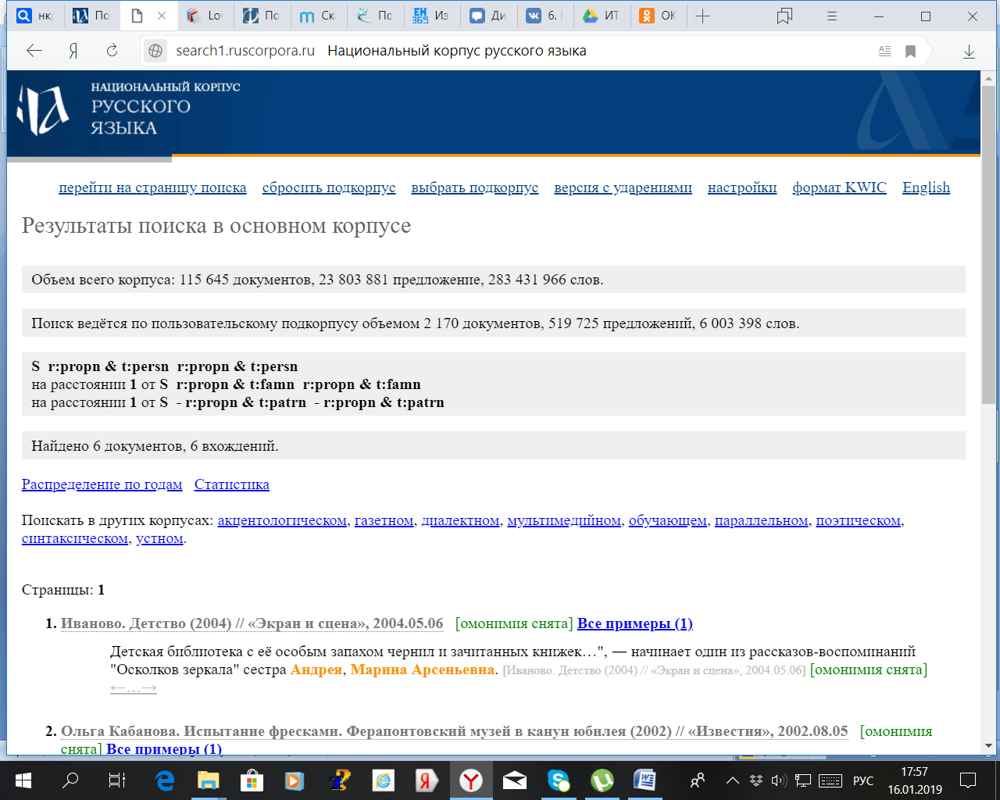 нк
По
Lov
По
Ск
По
Из
Ди
6. I
ИТ
ОК
search1.ruscorpora.ru Национальный корпус русского языка
НАЦИОНАЛЬНЫЙ КОРПУС
РУССКОГО
ЯЗЫКА
перейти на страницу поиска сбросить подкорпус выбрать подкорпус версия с ударениями настройки формат KWIC English
Результаты поиска в основном корпусе
Объем всего корпуса: 115 645 документов, 23 803 881 предложение, 283 431 966 слов.
Поиск ведётся по пользовательскому подкорпусу объемом 2 170 документов, 519 725 предложений, 6 003 398 слов.
S r:propn & t:persn r:propn & t:persn
на расстоянии 1 от S r:propn & t:famn r:propn & t:famn
на расстоянии 1 от S - r:propn & t:patrn - r:propn & t:patrn
Найдено 6 документов, 6 вхождений.
Распределение по годам Статистика
Поискать в других корпусах: акцентологическом, газетном, диалектном, мультимедийном, обучающем, параллельном, поэтическом,
синтаксическом, устном.
Страницы: 1
1. Иваново. Детство (2004) // «Экран и сцена», 2004.05.06 [омонимия снята] Все примеры (1)
Детская библиотека с её особым запахом чернил и зачитанных книжек…", — начинает один из рассказов-воспоминаний
"Осколков зеркала" сестра Андрея, Марина Арсеньевна. [Иваново. Детство (2004) // «Экран и сцена», 2004.05.06] [омонимия снята]
←…→
2. Ольга Кабанова. Испытание фресками. Ферапонтовский музей в канун юбилея (2002) // «Известия», 2002.08.05 [омонимия
снята] Все примеры (1)
РУС
17:57
16.01.2019